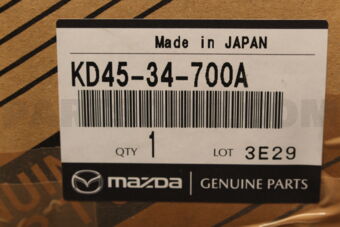 Made in JAPAN
KD45-34-700A
QTY 1 LOT 3E29
mazda GENUINE PARTS